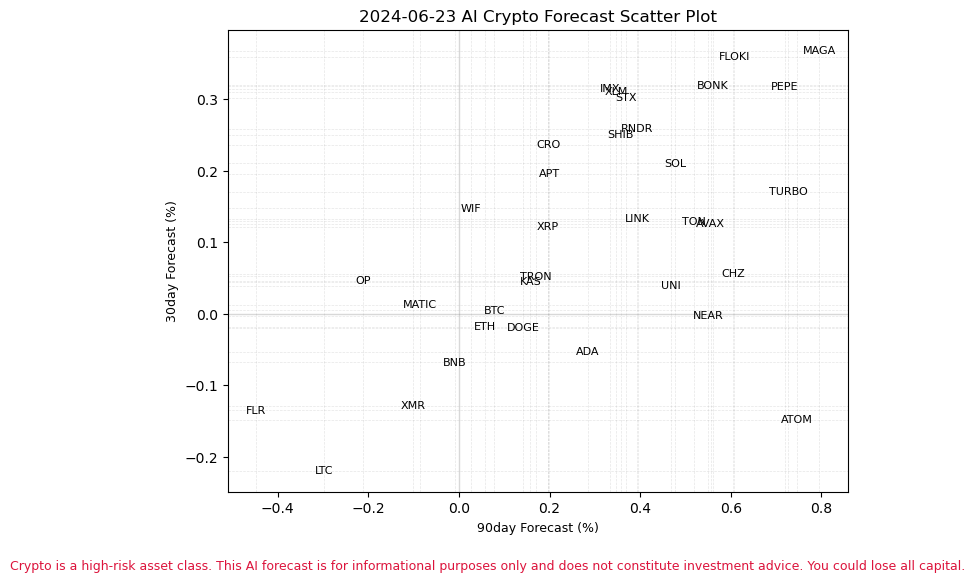 2024-06-23 AI Crypto Forecast Scatter Plot
MAGA
FLOKI
BONK
PEPE
IMX
XLM
STX
0.3
RNDR
SHIB
CRO
SOL
APT
0.2
TURBO
WIF
LINK
TON
AVAX
XRP
0.1
CHZ
TRON
KAS
OP
UNI
MATIC
BTC
0.0
NEAR
ETH
DOGE
ADA
BNB
−0.1
XMR
FLR
ATOM
−0.2
LTC
30day Forecast (%)
−0.4 −0.2 0.0 0.2 0.4 0.6 0.8
90day Forecast (%)
Crypto is a high-risk asset class. This AI forecast is for informational purposes only and does not constitute investment advice. You could lose all capital.